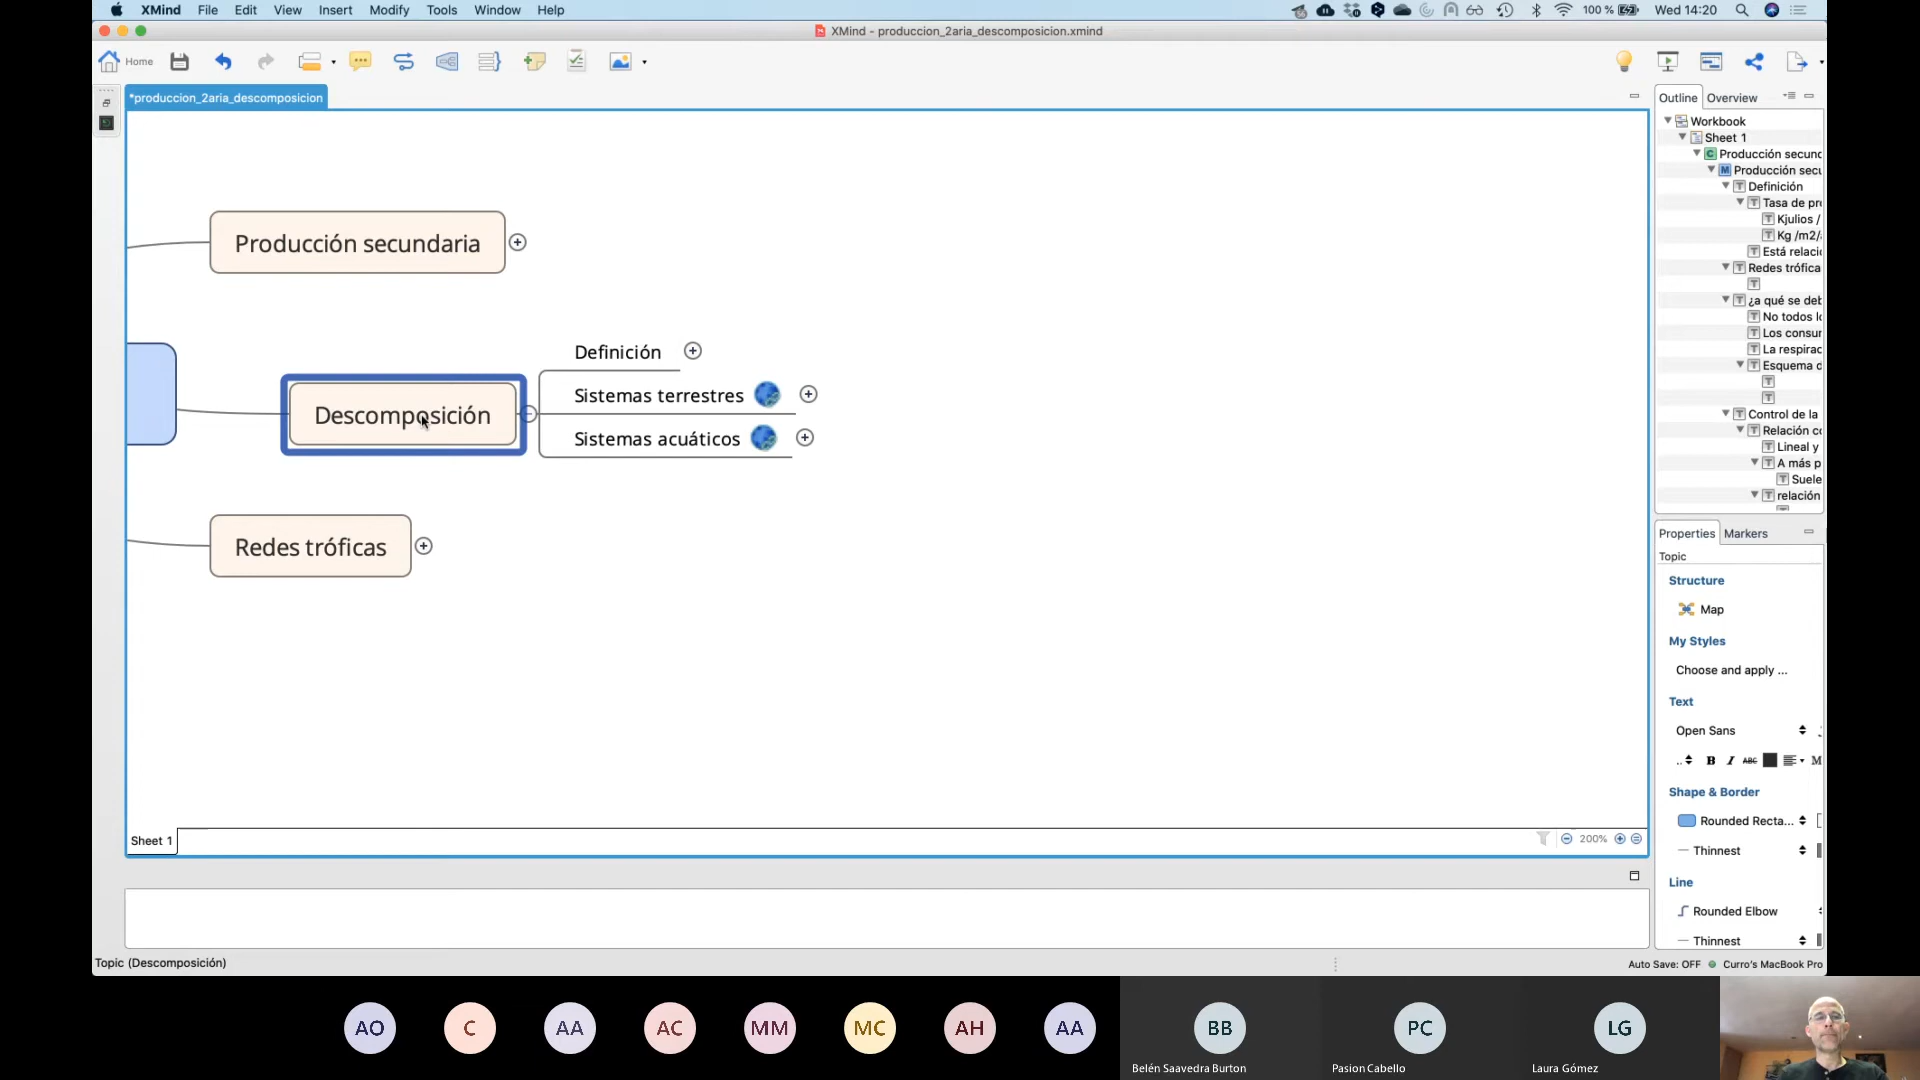 XMind File Edit View Insert Modify Tools Window Help
100 % Wed 14:20
XMind - produccion_2aria_descomposicion.xmind
Home
*produccion_2aria_descomposicion
Outline Overview
Workbook
Sheet 1
C Producción secund
M Producción secu
T Definición
T Tasa de pr
T Kjulios /
T Kg /m2/
T Está relaci
T Redes trófica
T
T ¿a qué se deb
T No todos l
T Los consur
T La respirac
T Esquema d
T
T
T Control de la
T Relación c
T Lineal y
T A más p
T Suele
T relación
Producción secundaria
Definición
Sistemas terrestres
Descomposición
Sistemas acuáticos
Redes tróficas
Sheet 1
200%
Properties Markers
Topic
Structure
Map
My Styles
Choose and apply ...
Text
Open Sans
.. B I ABC M
Shape & Border
Rounded Recta...
Thinnest
Line
Rounded Elbow
Thinnest
Topic (Descomposición)
Auto Save: OFF Curro's MacBook Pro
AO C AA AC MM MC AH AA BB PC LG
Belén Saavedra Burton Pasion Cabello Laura Gómez